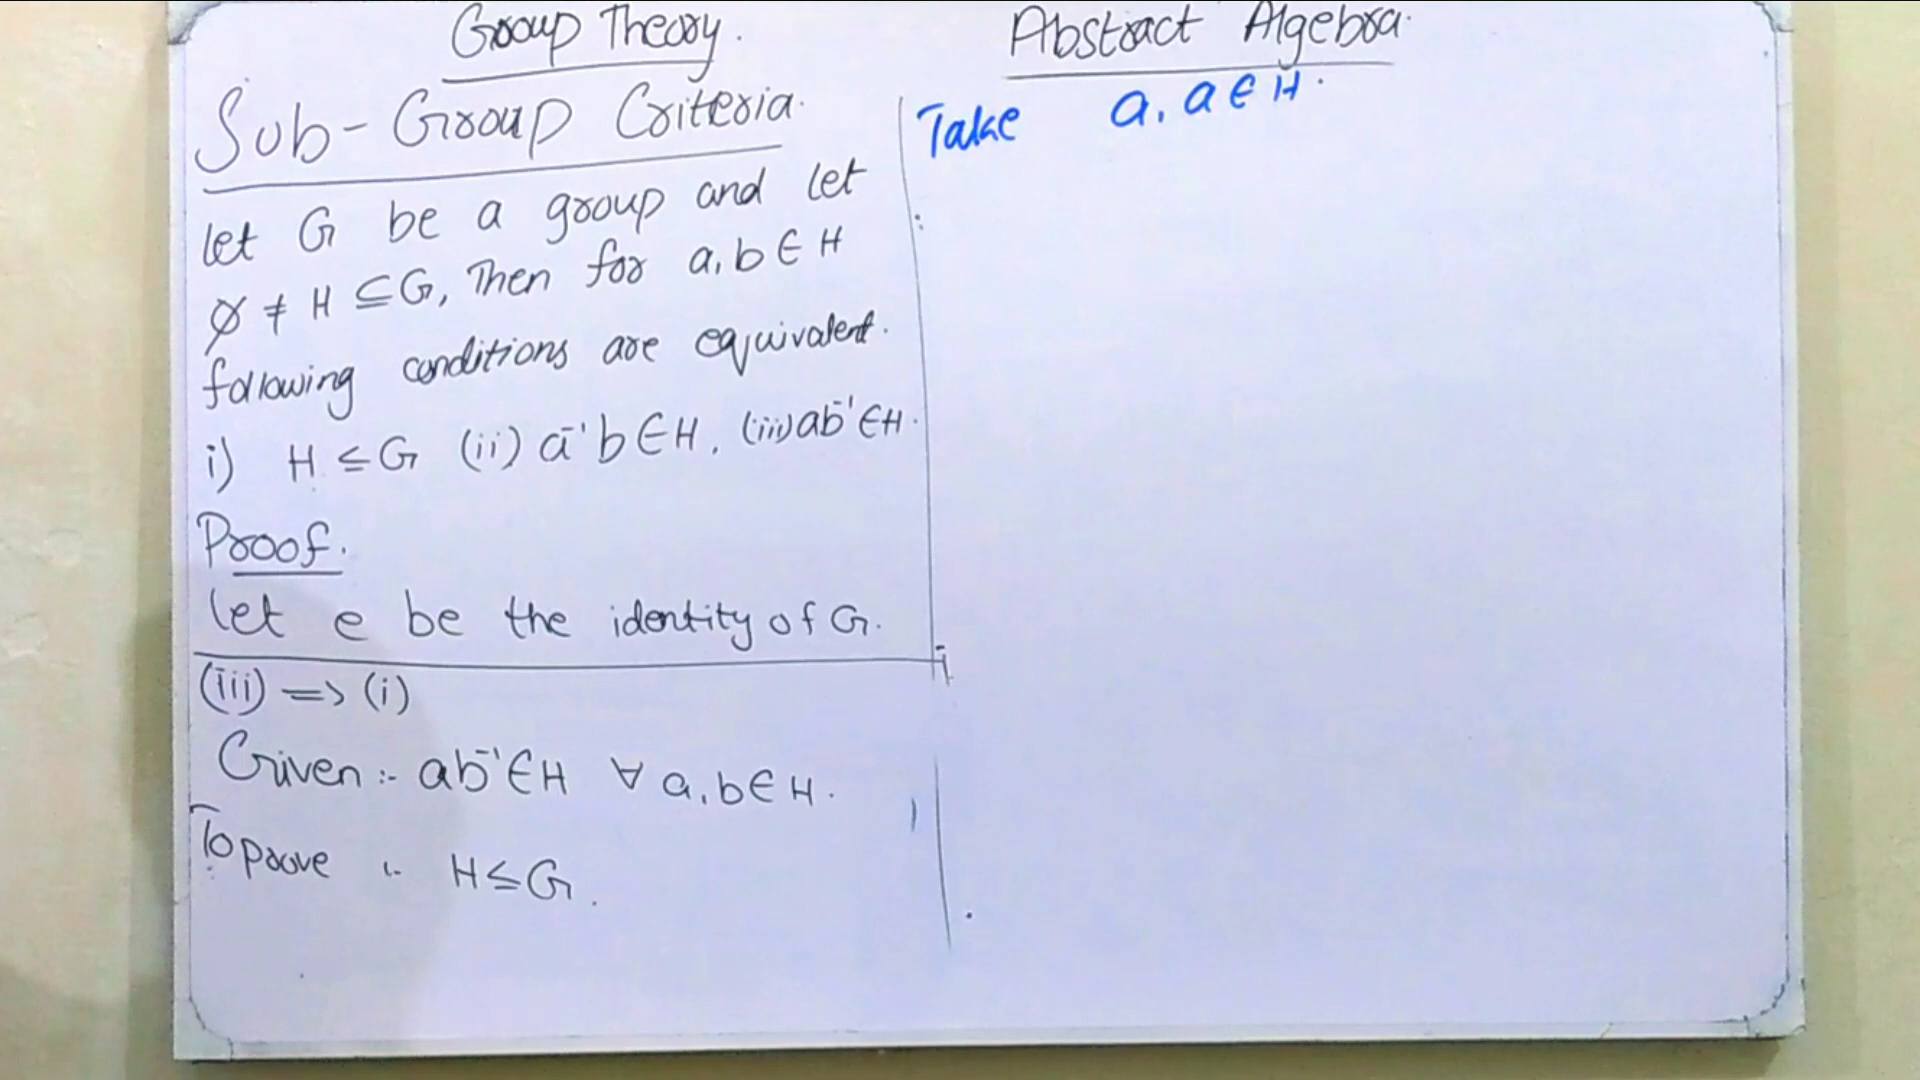 Group Theory.
Abstract Algebra.
Sub-Group Criteria.
let G be a group and let
∅ ≠ H ⊆ G, Then for a, b ∈ H
following conditions are equivalent.
i) H ≤ G (ii) a⁻¹b ∈ H, (iii) ab⁻¹ ∈ H.
Proof.
let e be the identity of G.
(iii) => (i)
Given :- ab⁻¹ ∈ H ∀ a, b ∈ H.
To prove :- H ≤ G.
Take a, a ∈ H.